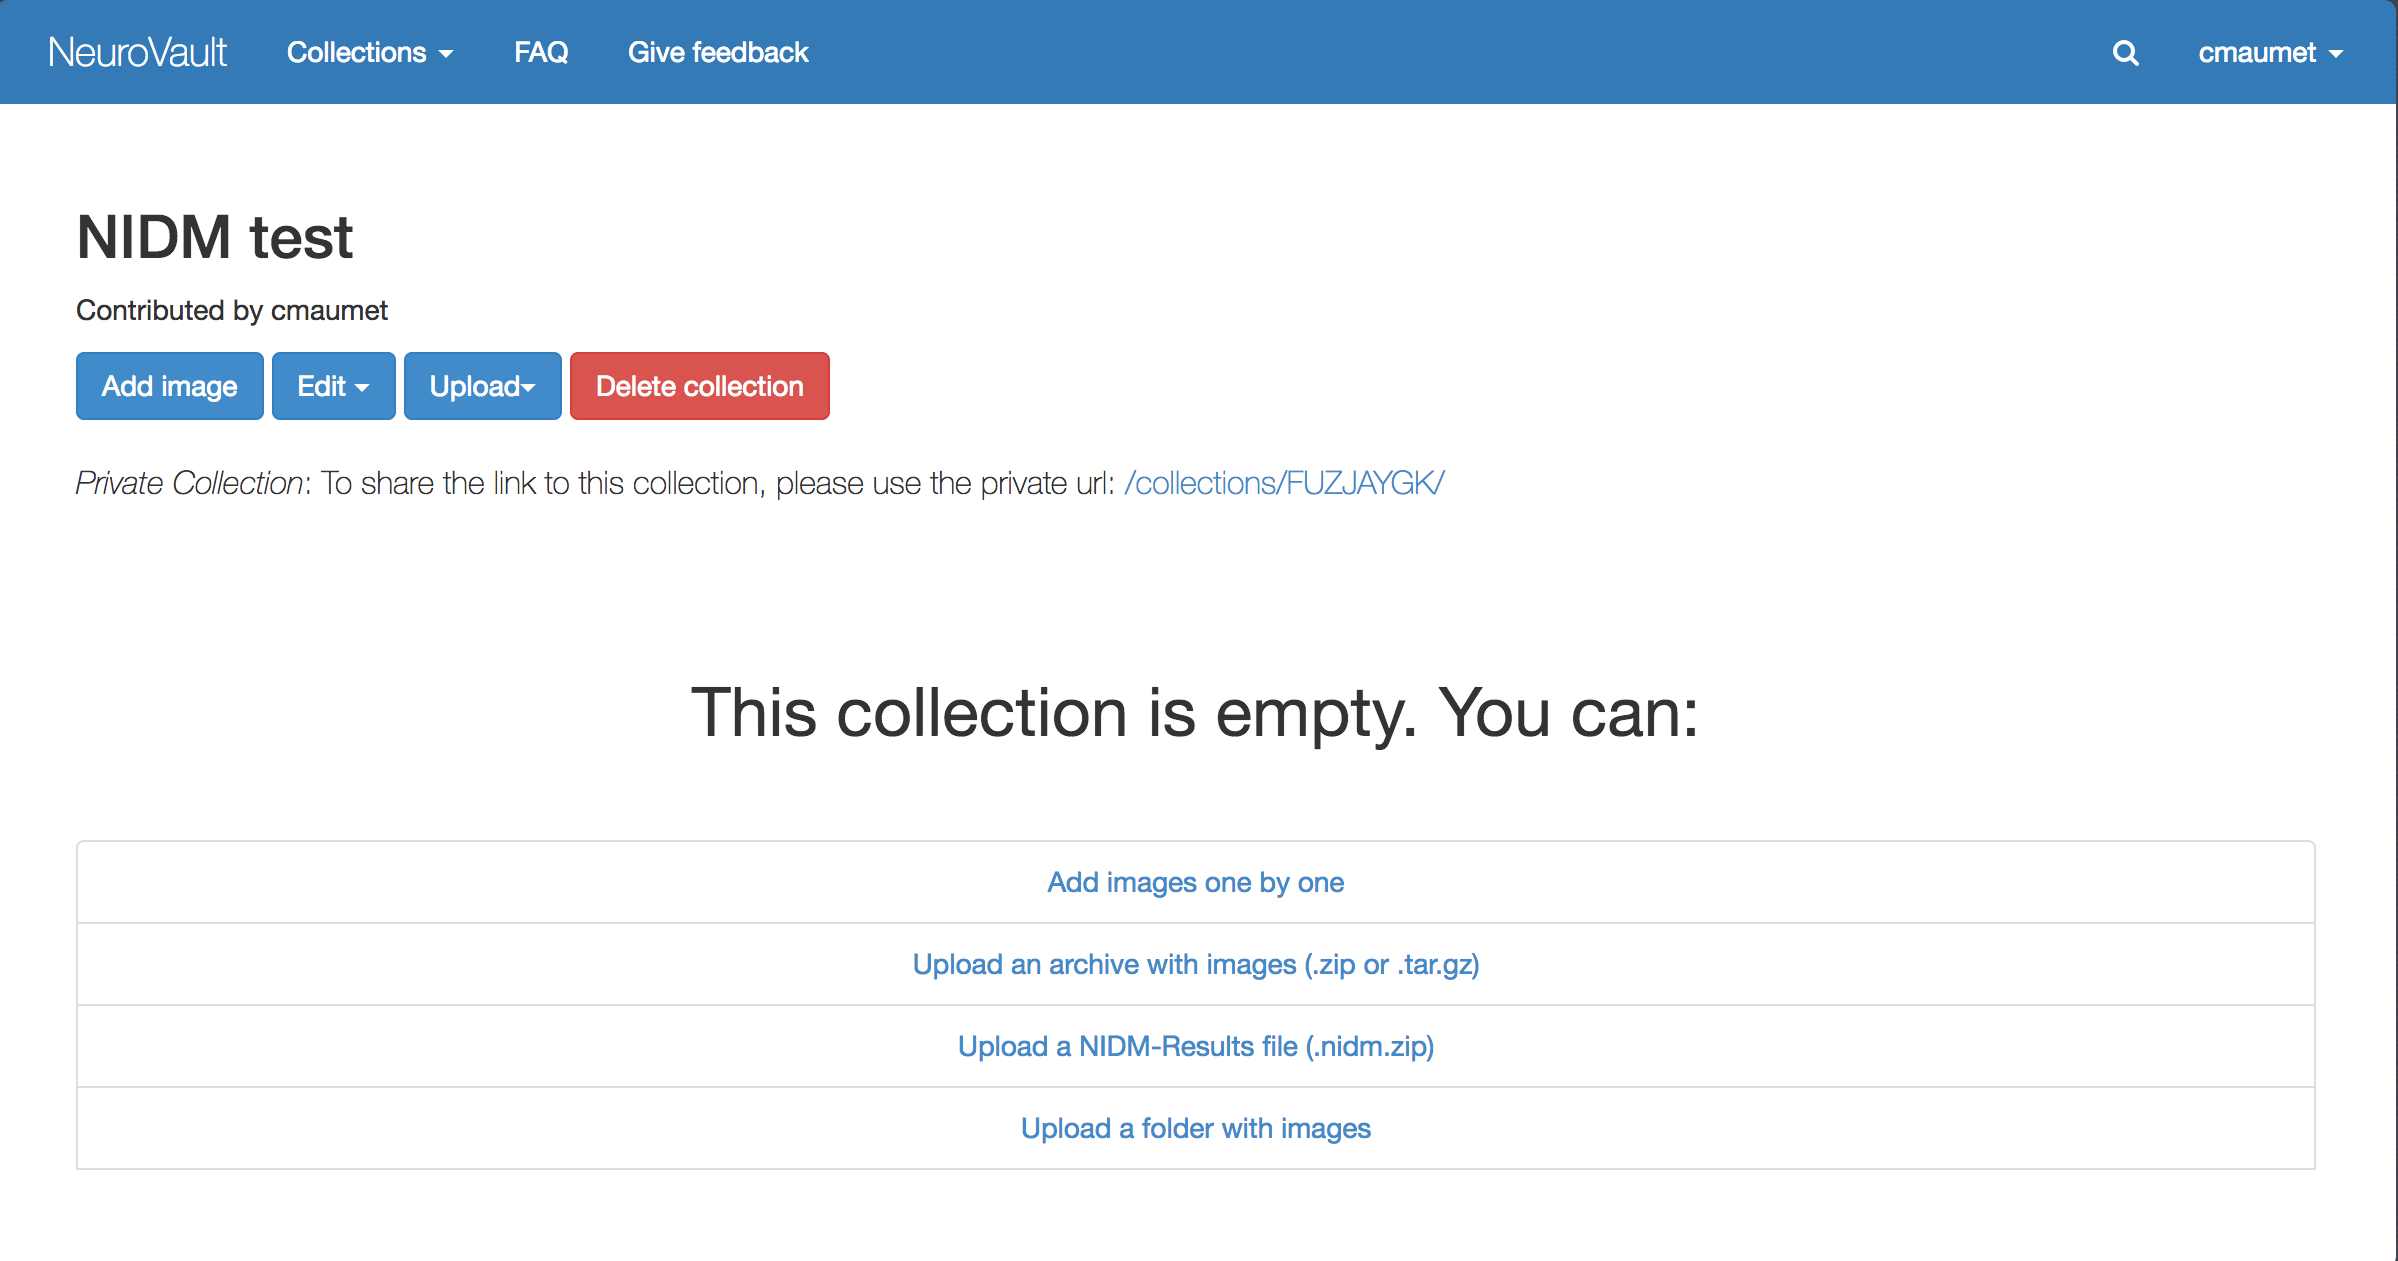 NeuroVault Collections FAQ Give feedback cmaumet
NIDM test
Contributed by cmaumet
Add image Edit Upload Delete collection
Private Collection: To share the link to this collection, please use the private url: /collections/FUZJAYGK/
This collection is empty. You can:
Add images one by one
Upload an archive with images (.zip or .tar.gz)
Upload a NIDM-Results file (.nidm.zip)
Upload a folder with images